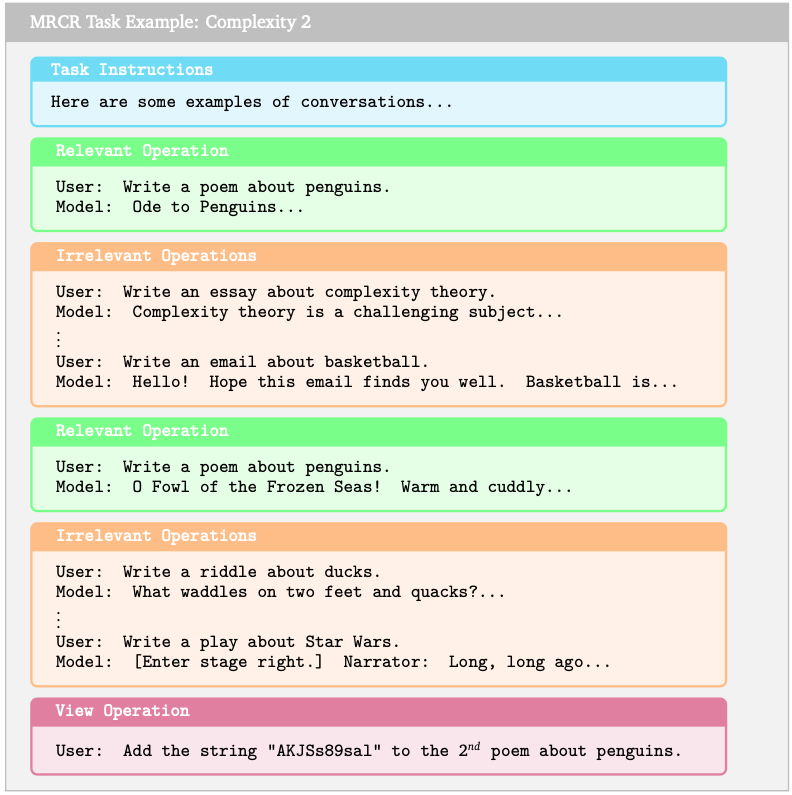 MRCR Task Example: Complexity 2
Task Instructions
Here are some examples of conversations...
Relevant Operation
User: Write a poem about penguins.
Model: Ode to Penguins...
Irrelevant Operations
User: Write an essay about complexity theory.
Model: Complexity theory is a challenging subject...
⋮
User: Write an email about basketball.
Model: Hello! Hope this email finds you well. Basketball is...
Relevant Operation
User: Write a poem about penguins.
Model: O Fowl of the Frozen Seas! Warm and cuddly...
Irrelevant Operations
User: Write a riddle about ducks.
Model: What waddles on two feet and quacks?...
⋮
User: Write a play about Star Wars.
Model: [Enter stage right.] Narrator: Long, long ago...
View Operation
User: Add the string "AKJSs89sal" to the 2nd poem about penguins.